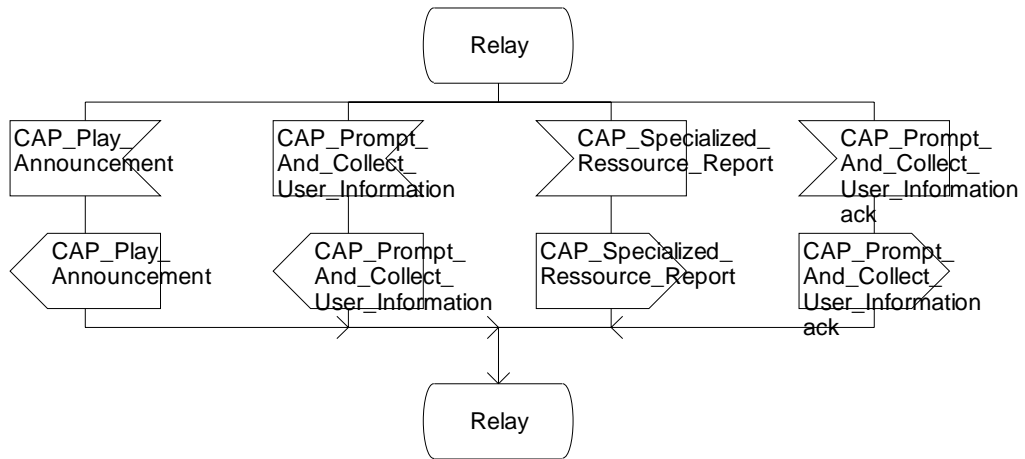 Relay
CAP_Play_
Announcement
CAP_Prompt_
And_Collect_
User_Information
CAP_Specialized_
Ressource_Report
CAP_Prompt_
And_Collect_
User_Information
ack
CAP_Play_
Announcement
CAP_Prompt_
And_Collect_
User_Information
CAP_Specialized_
Ressource_Report
CAP_Prompt_
And_Collect_
User_Information
ack
Relay